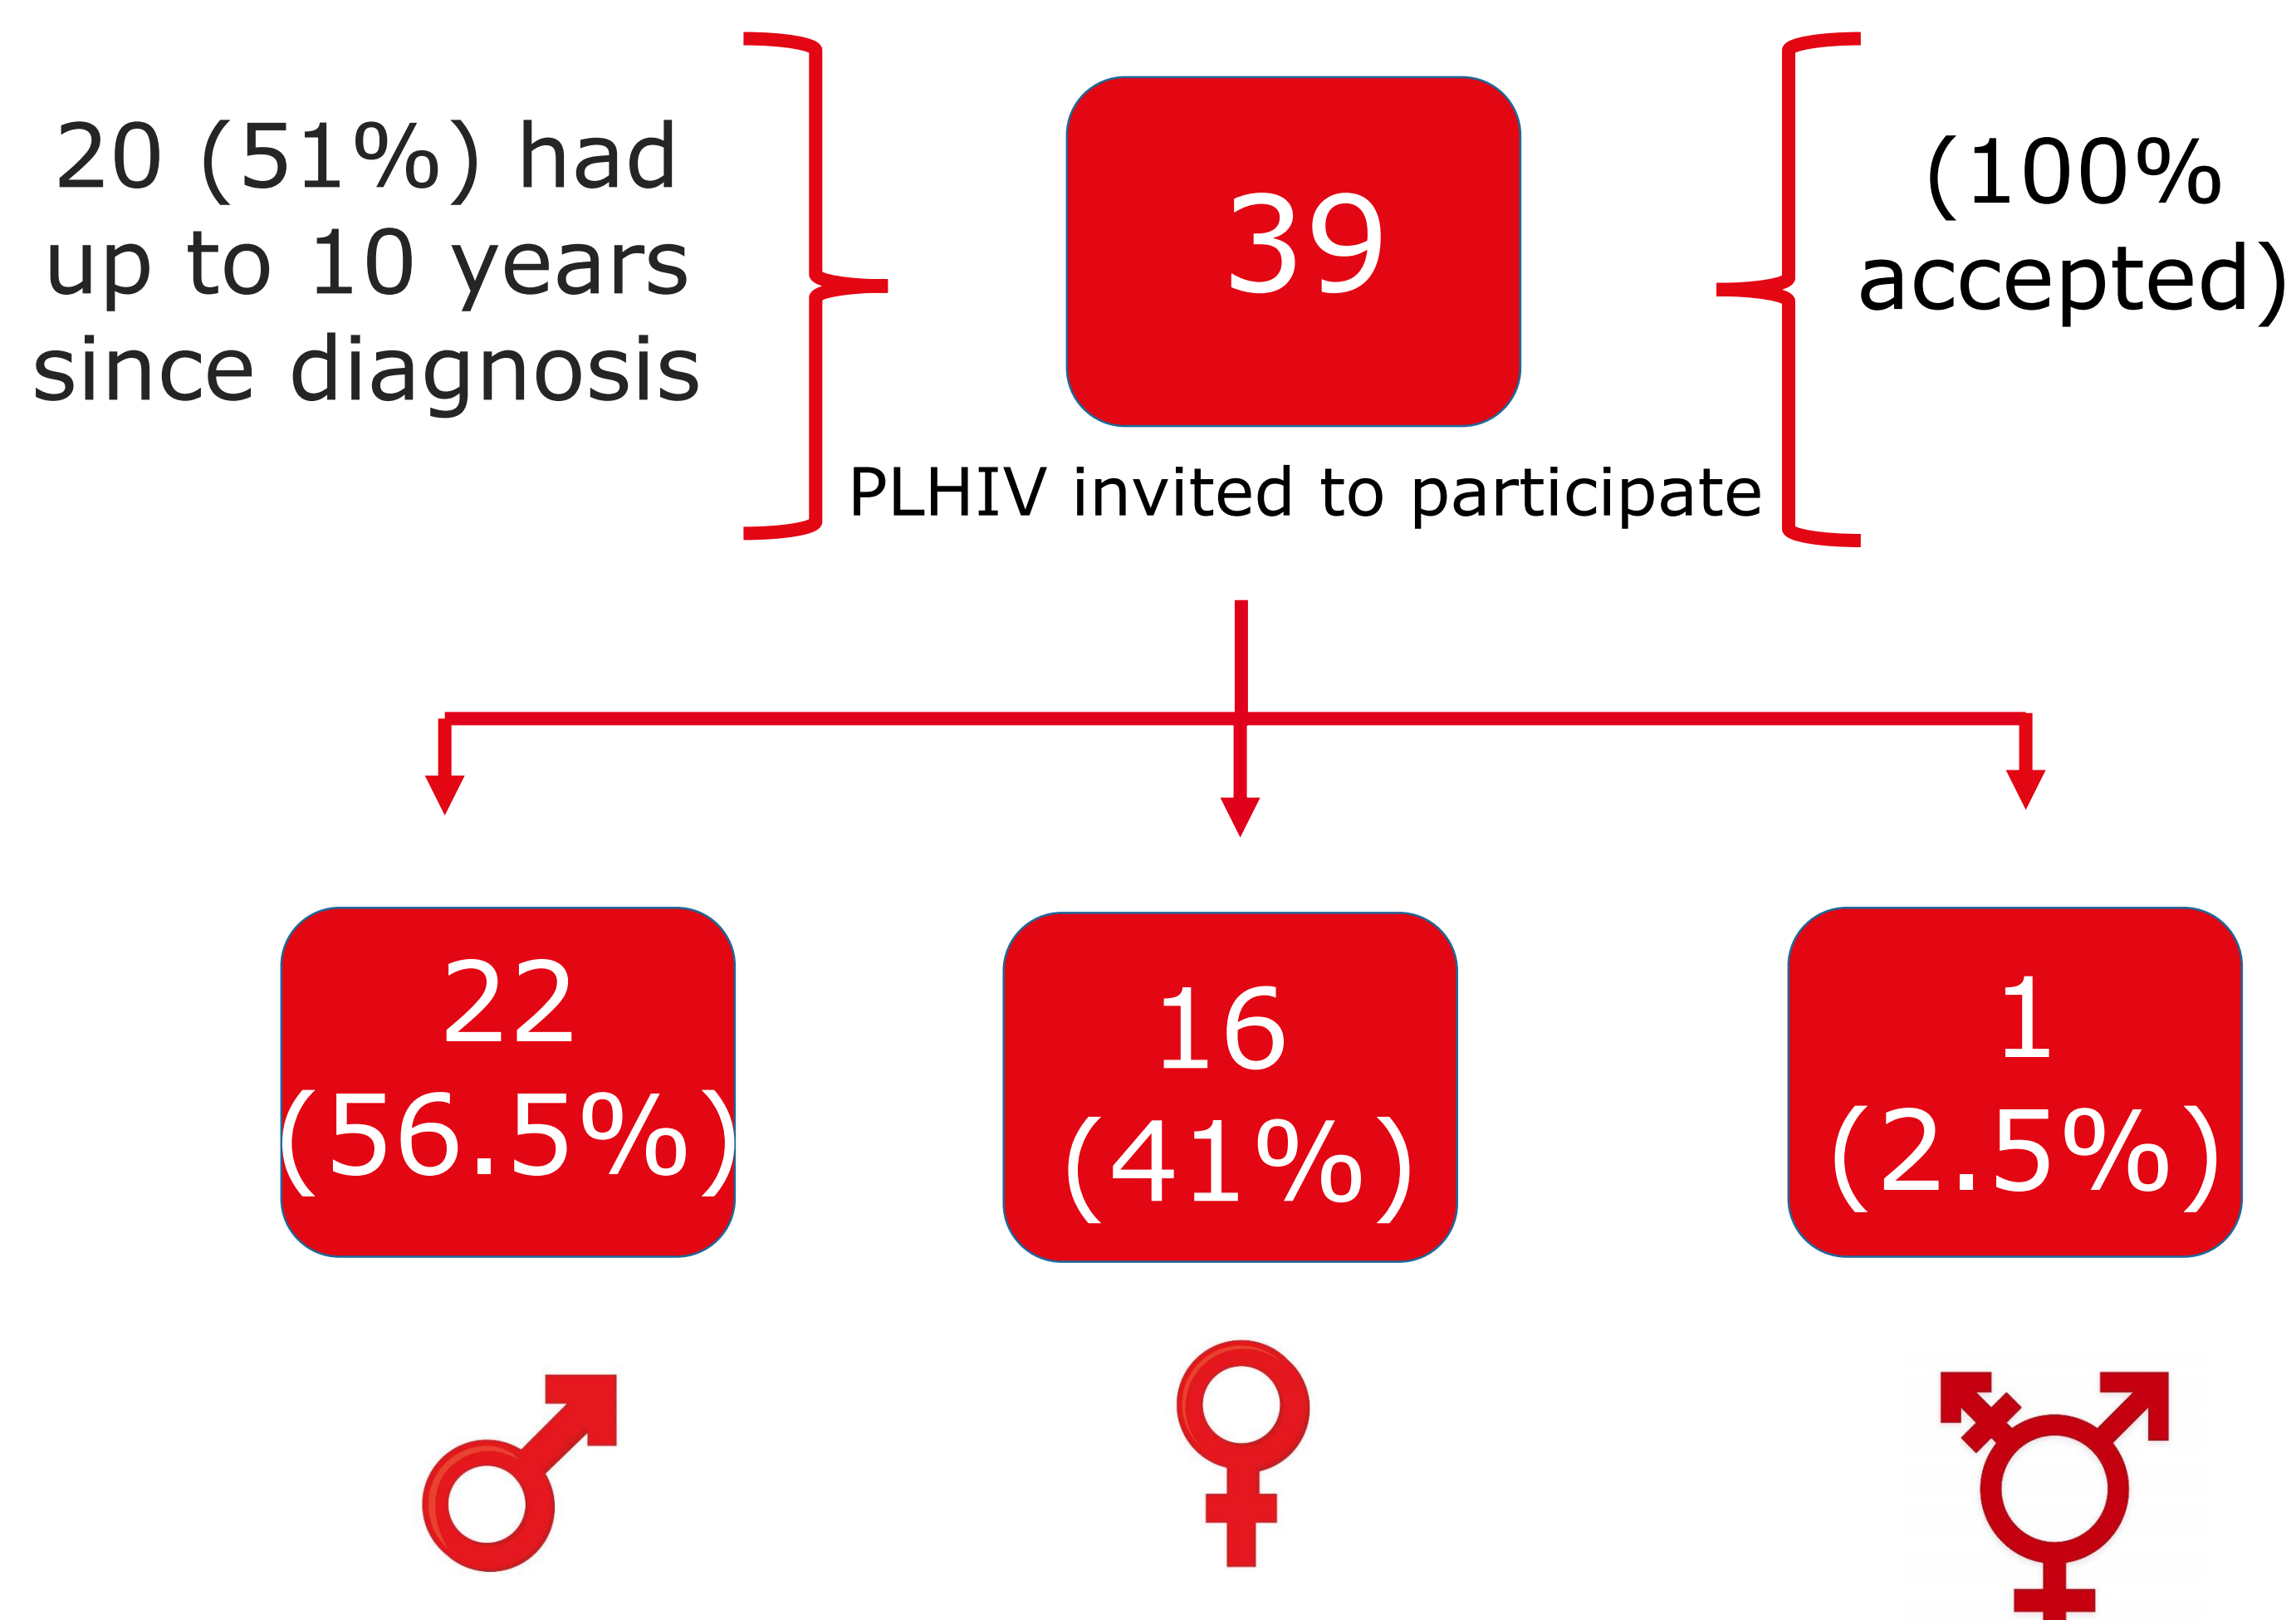 20 (51%) had
up to 10 years
since diagnosis
39
PLHIV invited to participate
(100%
accepted)
22
(56.5%)
16
(41%)
1
(2.5%)